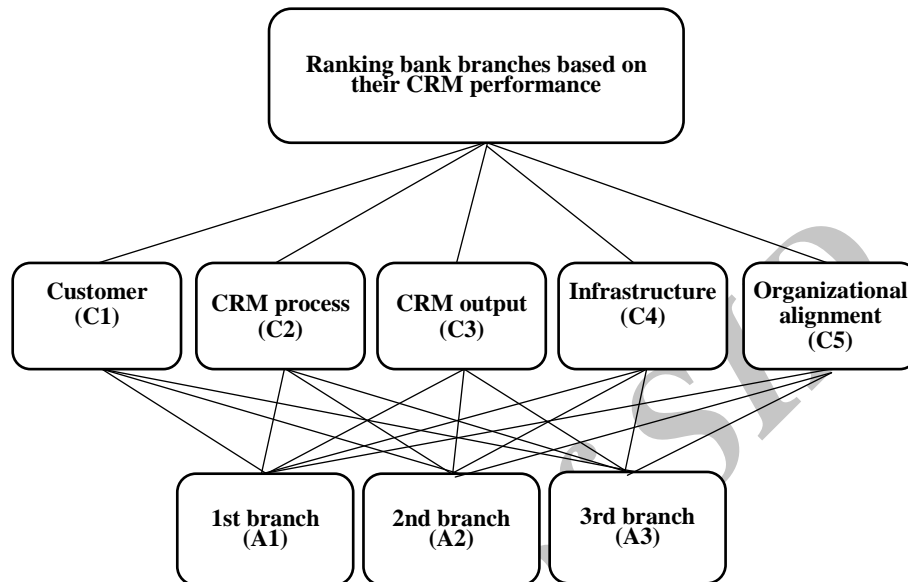 Ranking bank branches based on
their CRM performance
Customer
(C1)
CRM process
(C2)
CRM output
(C3)
Infrastructure
(C4)
Organizational
alignment
(C5)
1st branch
(A1)
2nd branch
(A2)
3rd branch
(A3)